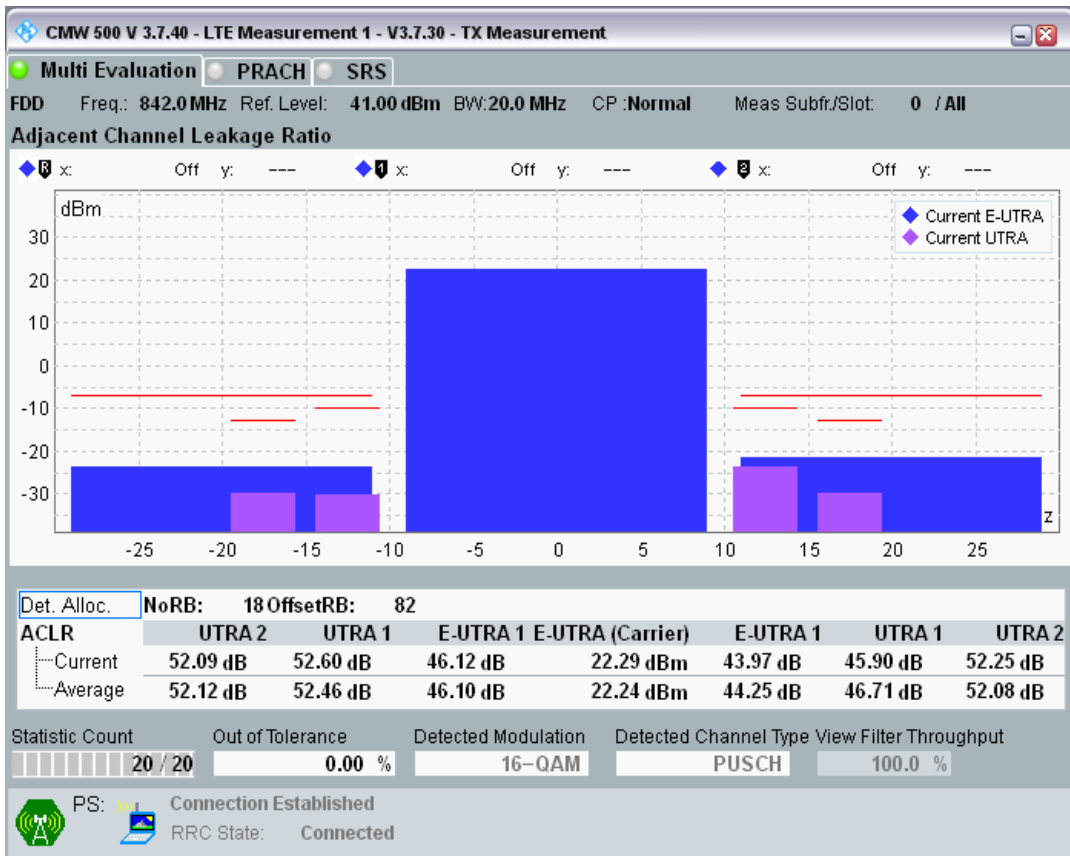 CMW 500 V 3.7.40 - LTE Measurement 1 - V3.7.30 - TX Measurement
Multi Evaluation PRACH SRS
FDD Freq.: 842.0 MHz Ref. Level: 41.00 dBm BW:20.0 MHz CP :Normal Meas Subfr./Slot: 0 / All
Adjacent Channel Leakage Ratio
R x: Off y: --- 1 x: Off y: --- 2 x: Off y: ---
dBm
Current E-UTRA
Current UTRA
30
20
10
0
-10
-20
-30
z
-25 -20 -15 -10 -5 0 5 10 15 20 25
Det. Alloc. NoRB: 18 OffsetRB: 82
ACLR UTRA 2 UTRA 1 E-UTRA 1 E-UTRA (Carrier) E-UTRA 1 UTRA 1 UTRA 2
Current 52.09 dB 52.60 dB 46.12 dB 22.29 dBm 43.97 dB 45.90 dB 52.25 dB
Average 52.12 dB 52.46 dB 46.10 dB 22.24 dBm 44.25 dB 46.71 dB 52.08 dB
Statistic Count Out of Tolerance Detected Modulation Detected Channel Type View Filter Throughput
20 / 20 0.00 % 16-QAM PUSCH 100.0 %
PS: Connection Established
RRC State: Connected